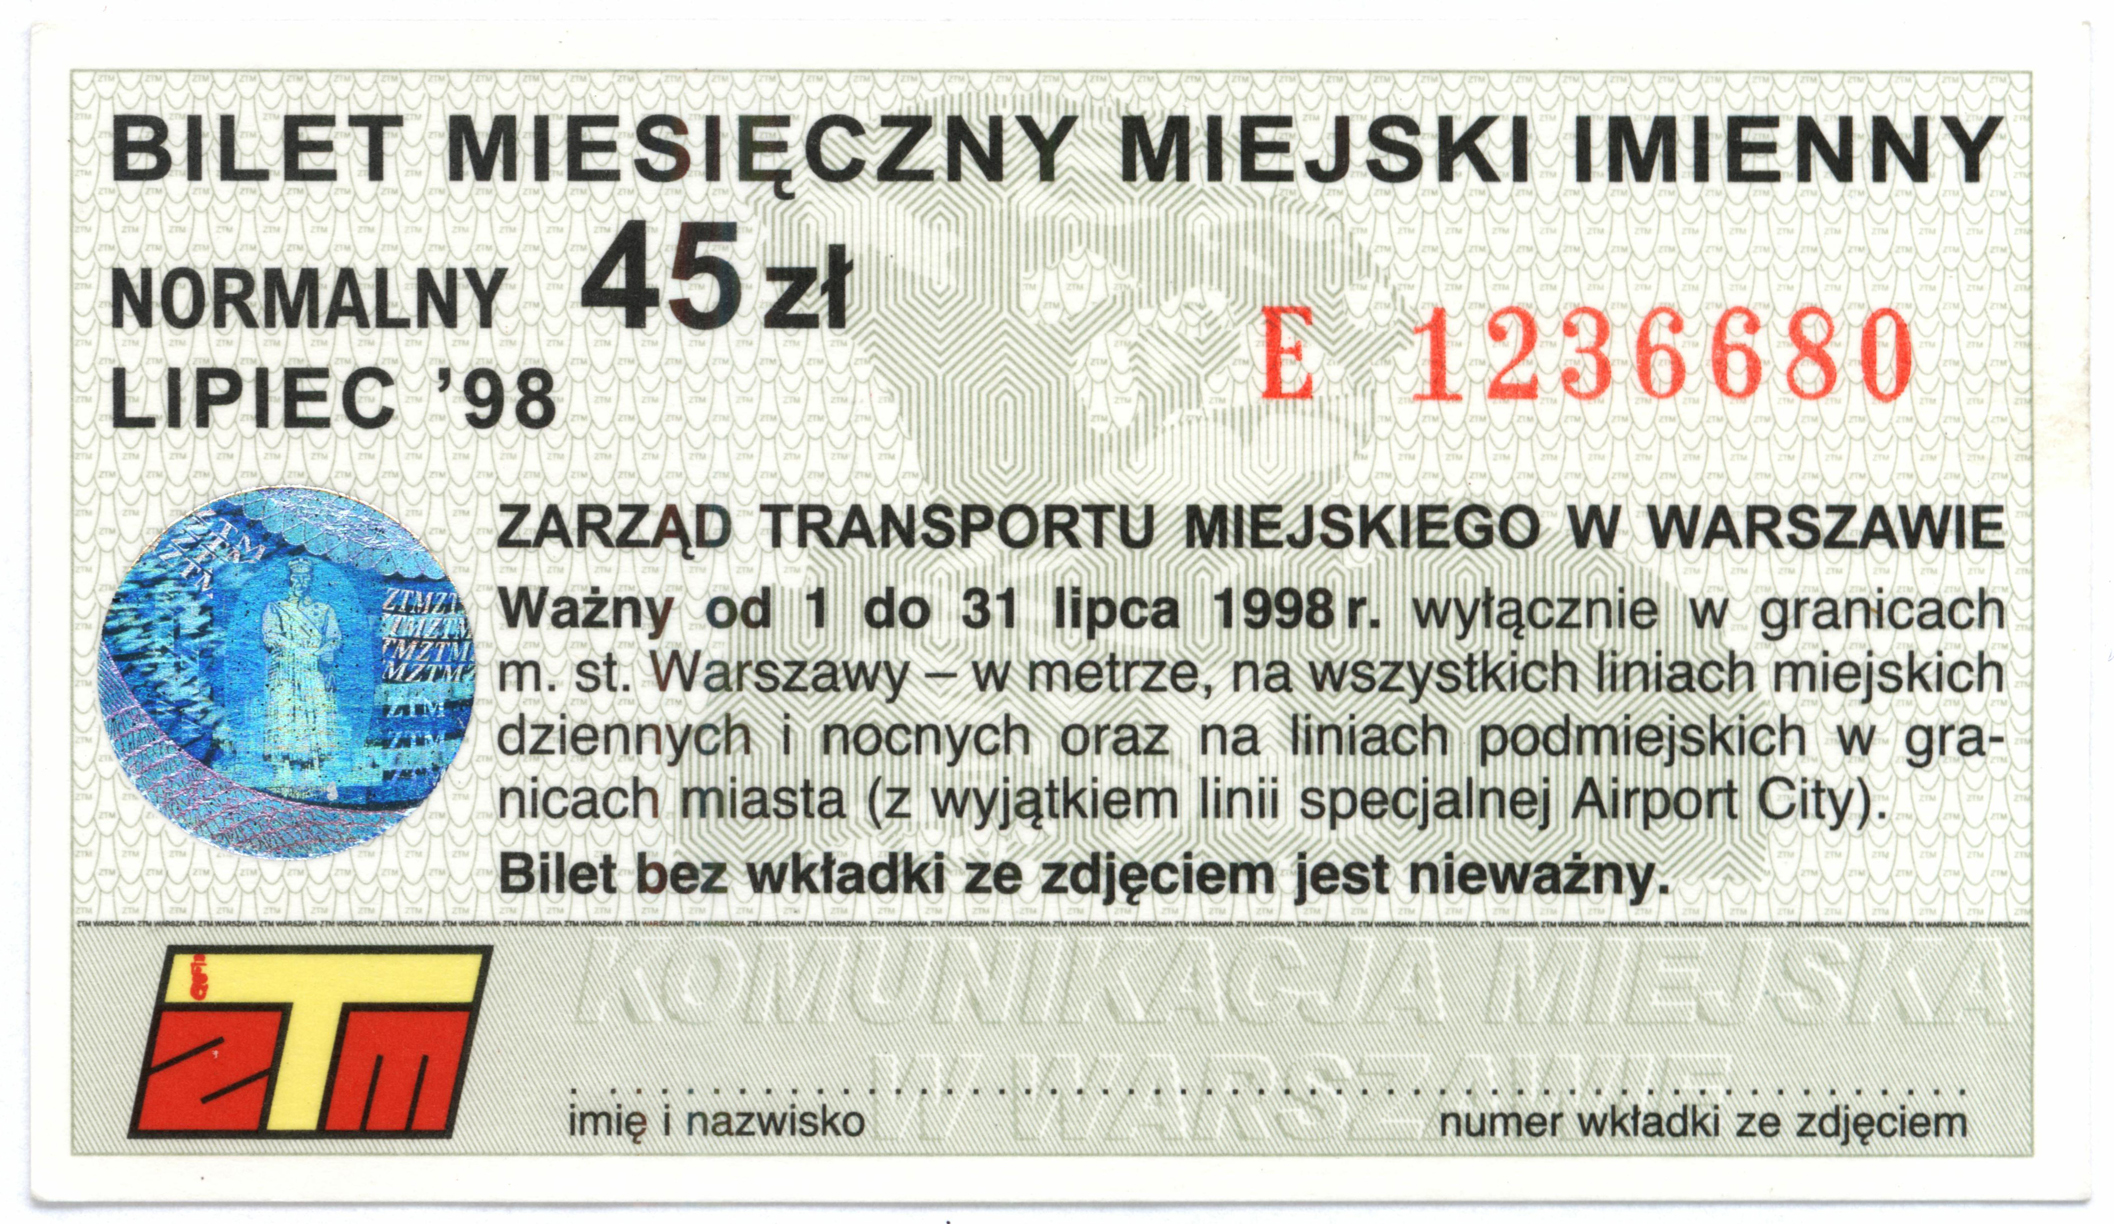 BILET MIESIĘCZNY MIEJSKI IMIENNY
NORMALNY 45 zł
LIPIEC ’98
E 1236680
ZARZĄD TRANSPORTU MIEJSKIEGO W WARSZAWIE
Ważny od 1 do 31 lipca 1998 r. wyłącznie w granicach
m. st. Warszawy – w metrze, na wszystkich liniach miejskich
dziennych i nocnych oraz na liniach podmiejskich w gra-
nicach miasta (z wyjątkiem linii specjalnej Airport City).
Bilet bez wkładki ze zdjęciem jest nieważny.
KOMUNIKACJA MIEJSKA
W WARSZAWIE
ZTM
imię i nazwisko
numer wkładki ze zdjęciem